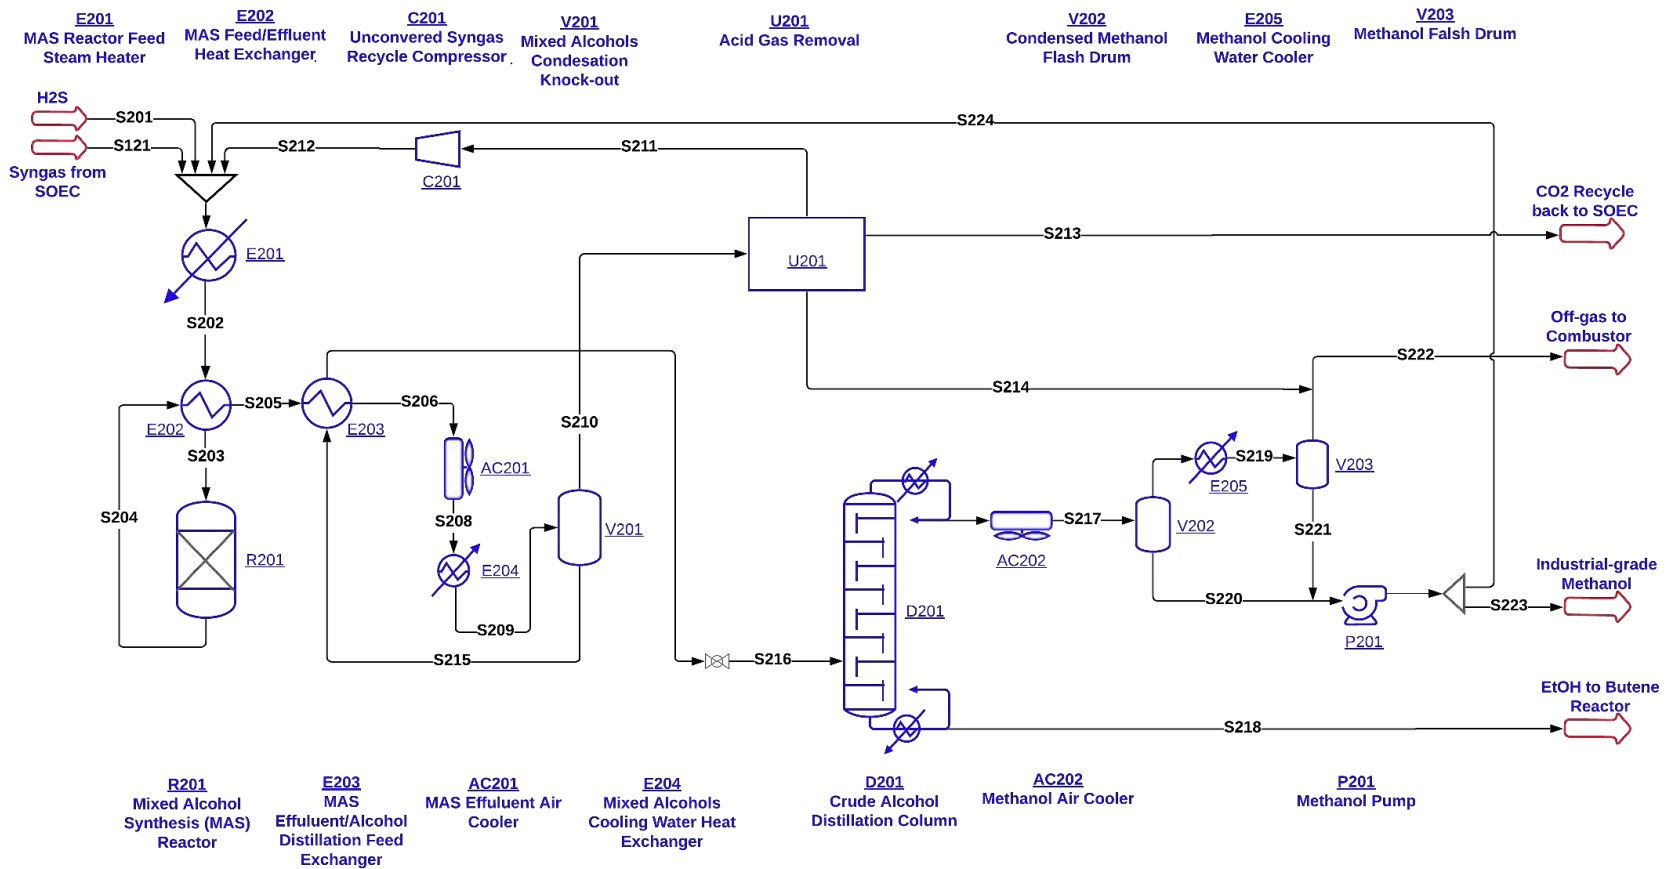 E201
MAS Reactor Feed
Steam Heater
E202
MAS Feed/Effluent
Heat Exchanger.
C201
Unconvered Syngas
Recycle Compressor .
V201
Mixed Alcohols
Condesation
Knock-out
U201
Acid Gas Removal
V202
Condensed Methanol
Flash Drum
E205
Methanol Cooling
Water Cooler
V203
Methanol Falsh Drum
H2S
S201
S121
Syngas from
SOEC
S212
C201
S211
S224
CO2 Recycle
back to SOEC
E201
U201
S213
S202
Off-gas to
Combustor
S222
S214
E202
S205
E203
S206
S210
S203
AC201
S204
S208
R201
E204
S209
V201
S215
S216
D201
AC202
S217
V202
E205
S219
V203
S221
S220
P201
S223
Industrial-grade
Methanol
EtOH to Butene
Reactor
S218
R201
Mixed Alcohol
Synthesis (MAS)
Reactor
E203
MAS
Effuluent/Alcohol
Distillation Feed
Exchanger
AC201
MAS Effuluent Air
Cooler
E204
Mixed Alcohols
Cooling Water Heat
Exchanger
D201
Crude Alcohol
Distillation Column
AC202
Methanol Air Cooler
P201
Methanol Pump